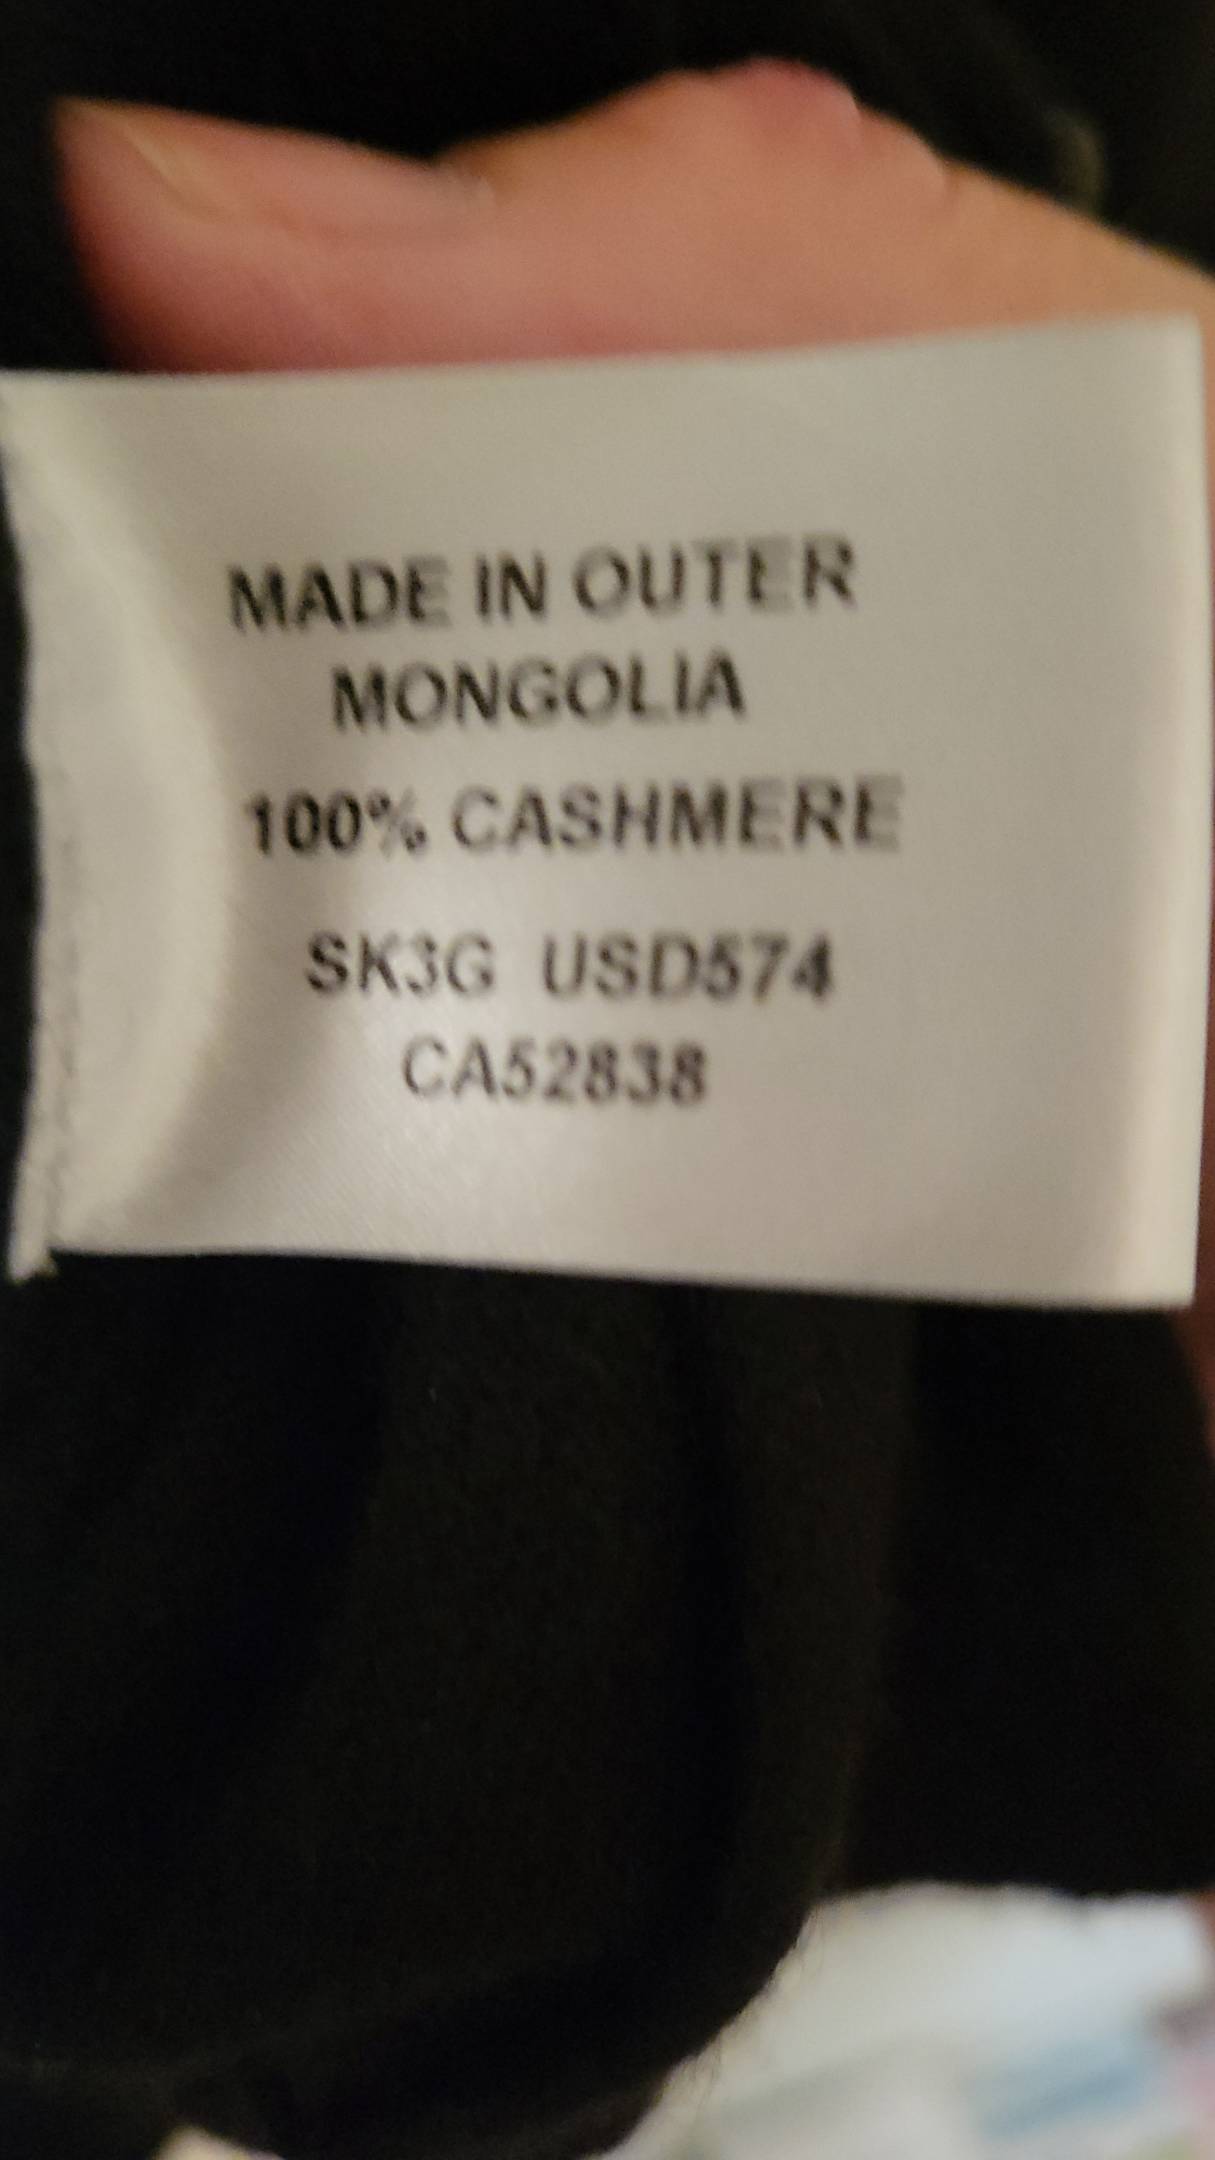 MADE IN OUTER
MONGOLIA
100% CASHMERE
SK3G USD574
CA52838